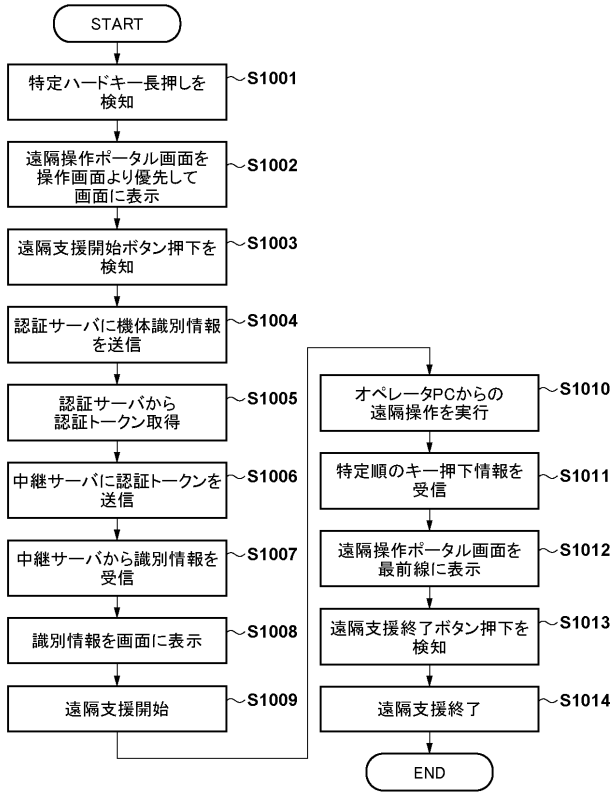 START
特定ハードキー長押しを
検知
S1001
遠隔操作ポータル画面を
操作画面より優先して
画面に表示
S1002
遠隔支援開始ボタン押下を
検知
S1003
認証サーバに機体識別情報
を送信
S1004
認証サーバから
認証トークン取得
S1005
中継サーバに認証トークンを
送信
S1006
中継サーバから識別情報を
受信
S1007
識別情報を画面に表示
S1008
遠隔支援開始
S1009
オペレータPCからの
遠隔操作を実行
S1010
特定順のキー押下情報を
受信
S1011
遠隔操作ポータル画面を
最前線に表示
S1012
遠隔支援終了ボタン押下を
検知
S1013
遠隔支援終了
S1014
END